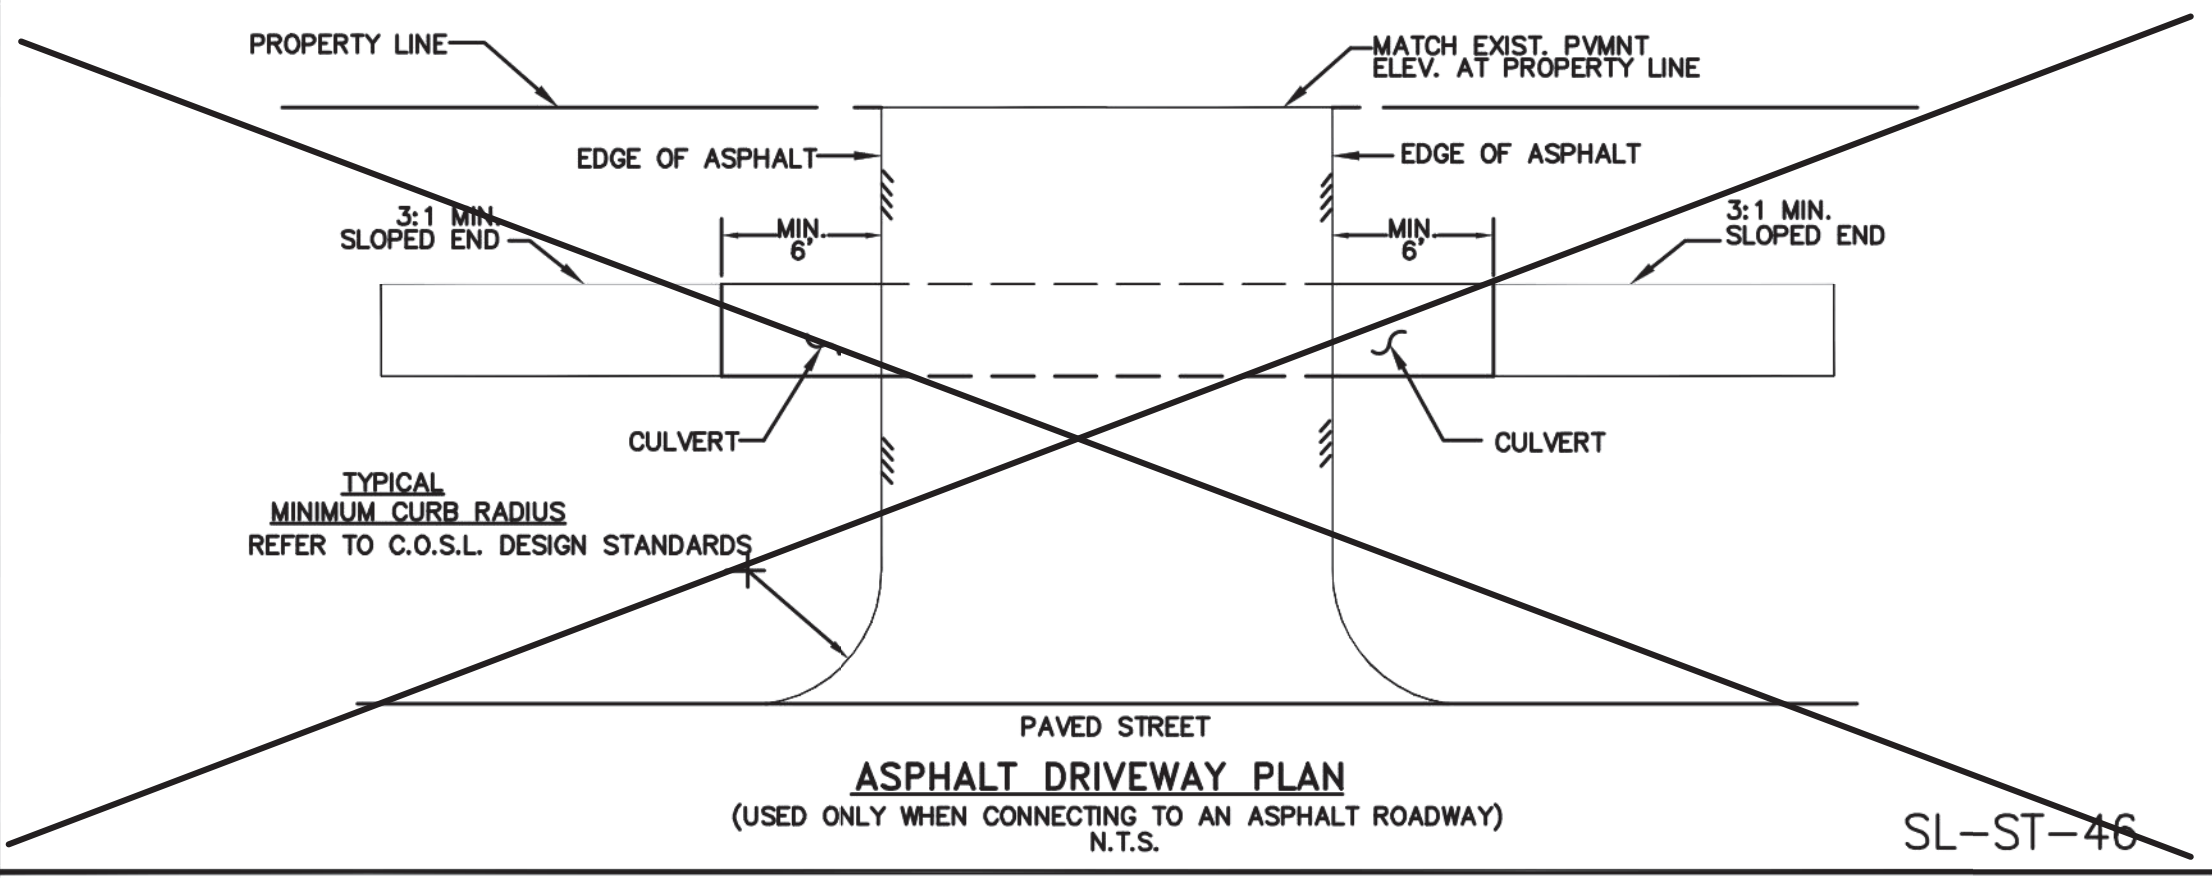 PROPERTY LINE
MATCH EXIST. PVMNT
ELEV. AT PROPERTY LINE
EDGE OF ASPHALT
EDGE OF ASPHALT
3:1 MIN.
SLOPED END
MIN.
6'
MIN.
6'
3:1 MIN.
SLOPED END
CULVERT
CULVERT
TYPICAL
MINIMUM CURB RADIUS
REFER TO C.O.S.L. DESIGN STANDARDS
PAVED STREET
ASPHALT DRIVEWAY PLAN
(USED ONLY WHEN CONNECTING TO AN ASPHALT ROADWAY)
N.T.S.
SL-ST-46